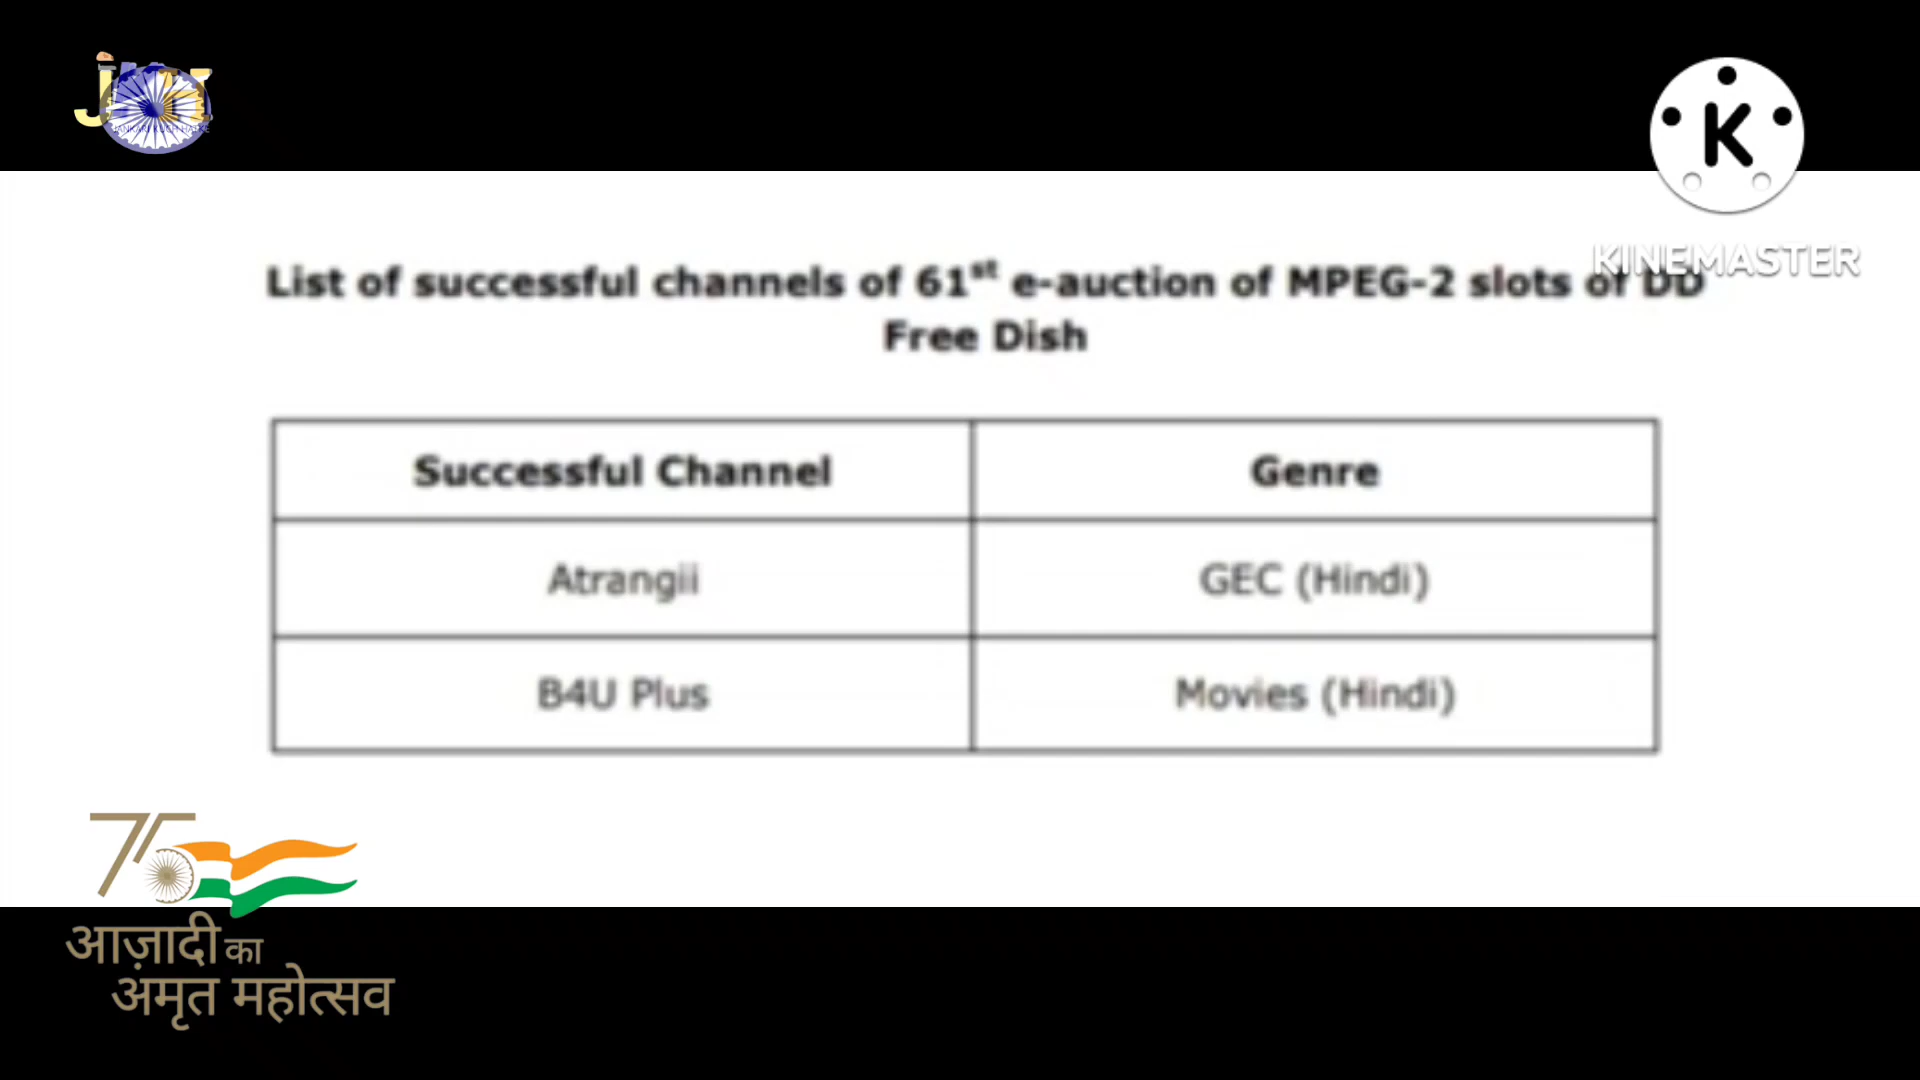 KINEMASTER
List of successful channels of 61st e-auction of MPEG-2 slots of DD
Free Dish
Successful Channel Genre
Atrangii GEC (Hindi)
B4U Plus Movies (Hindi)
75
आज़ादी का
अमृत महोत्सव